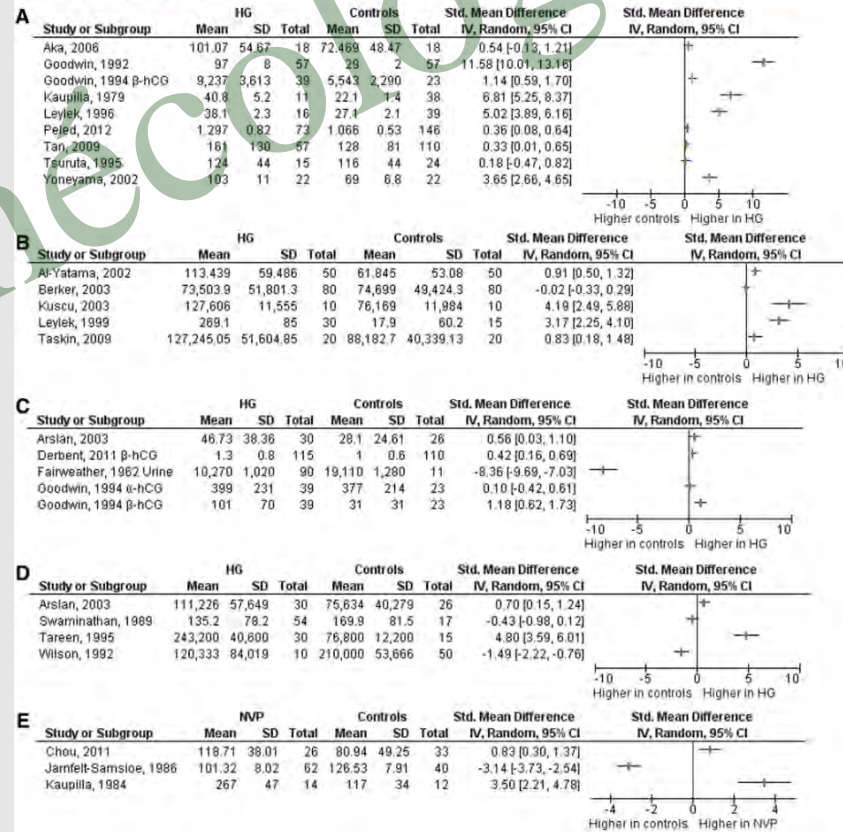 nécolos
A
HG Controls Std. Mean Difference Std. Mean Difference
Study or Subgroup Mean SD Total Mean SD Total IV, Random, 95% CI IV, Random, 95% CI
Aka, 2006 101.07 54.67 18 72.469 48.47 18 0.54 [-0.13, 1.21]
Goodwin, 1992 97 8 57 29 2 57 11.58 [10.01, 13.16]
Goodwin, 1994 β-hCG 9,237 3,613 39 5,543 2,290 23 1.14 [0.59, 1.70]
Kaupilla, 1979 40.8 5.2 11 22.1 1.4 38 6.81 [5.25, 8.37]
Leylek, 1996 38.1 2.3 16 27.1 2.1 39 5.02 [3.89, 6.16]
Peled, 2012 1.297 0.82 73 1.066 0.53 146 0.36 [0.08, 0.64]
Tan, 2009 161 130 57 128 81 110 0.33 [0.01, 0.65]
Tsuruta, 1995 124 44 15 116 44 24 0.18 [-0.47, 0.82]
Yoneyama, 2002 103 11 22 69 6.8 22 3.65 [2.66, 4.65]
-10 -5 0 5 10
Higher controls Higher in HG
B
HG Controls Std. Mean Difference Std. Mean Difference
Study or Subgroup Mean SD Total Mean SD Total IV, Random, 95% CI IV, Random, 95% CI
Al-Yatama, 2002 113.439 59.486 50 61.845 53.08 50 0.91 [0.50, 1.32]
Berker, 2003 73,503.9 51,801.3 80 74,699 49,424.3 80 -0.02 [-0.33, 0.29]
Kuscu, 2003 127,606 11,555 10 76,169 11,984 10 4.19 [2.49, 5.88]
Leylek, 1999 269.1 85 30 17.9 60.2 15 3.17 [2.25, 4.10]
Taskin, 2009 127,245.05 51,604.85 20 88,182.7 40,339.13 20 0.83 [0.18, 1.48]
-10 -5 0 5
Higher in controls Higher in HG
C
HG Controls Std. Mean Difference Std. Mean Difference
Study or Subgroup Mean SD Total Mean SD Total IV, Random, 95% CI IV, Random, 95% CI
Arslan, 2003 46.73 38.36 30 28.1 24.61 26 0.56 [0.03, 1.10]
Derbent, 2011 β-hCG 1.3 0.8 115 1 0.6 110 0.42 [0.16, 0.69]
Fairweather, 1962 Urine 10,270 1,020 90 19,110 1,280 11 -8.36 [-9.69, -7.03]
Goodwin, 1994 α-hCG 399 231 39 377 214 23 0.10 [-0.42, 0.61]
Goodwin, 1994 β-hCG 101 70 39 31 31 23 1.18 [0.62, 1.73]
-10 -5 0 5 10
Higher in controls Higher in HG
D
HG Controls Std. Mean Difference Std. Mean Difference
Study or Subgroup Mean SD Total Mean SD Total IV, Random, 95% CI IV, Random, 95% CI
Arslan, 2003 111,226 57,649 30 75,634 40,279 26 0.70 [0.15, 1.24]
Swaminathan, 1989 135.2 78.2 54 169.9 81.5 17 -0.43 [-0.98, 0.12]
Tareen, 1995 243,200 40,600 30 76,800 12,200 15 4.80 [3.59, 6.01]
Wilson, 1992 120,333 84,019 10 210,000 53,666 50 -1.49 [-2.22, -0.76]
-10 -5 0 5 10
Higher in controls Higher in HG
E
NVP Controls Std. Mean Difference Std. Mean Difference
Study or Subgroup Mean SD Total Mean SD Total IV, Random, 95% CI IV, Random, 95% CI
Chou, 2011 118.71 38.01 26 80.94 49.25 33 0.83 [0.30, 1.37]
Jarnfelt-Samsioe, 1986 101.32 8.02 62 126.53 7.91 40 -3.14 [-3.73, -2.54]
Kaupilla, 1984 267 47 14 117 34 12 3.50 [2.21, 4.78]
-4 -2 0 2 4
Higher in controls Higher in NVP